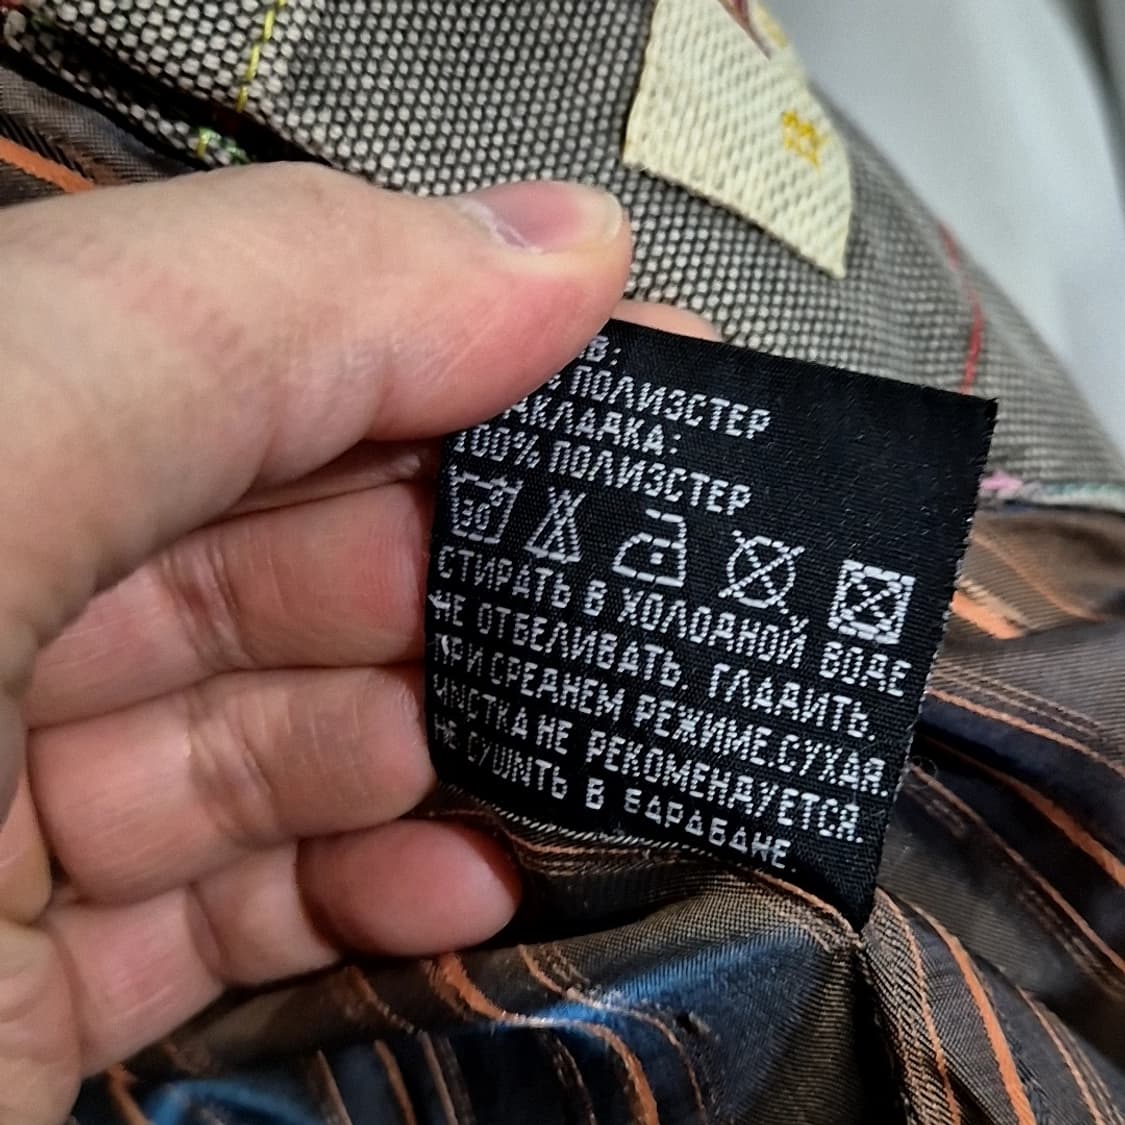 В:
% ПОЛИЭСТЕР
АКЛАДКА:
100% ПОЛИЭСТЕР
30
СТИРАТЬ В ХОЛОДНОЙ ВОДЕ
НЕ ОТБЕЛИВАТЬ. ГЛАДИТЬ.
ПРИ СРЕДНЕМ РЕЖИМЕ.СУХАЯ.
ЧИСТКА НЕ РЕКОМЕНДУЕТСЯ.
НЕ СУШИТЬ В БАРАБАНЕ.